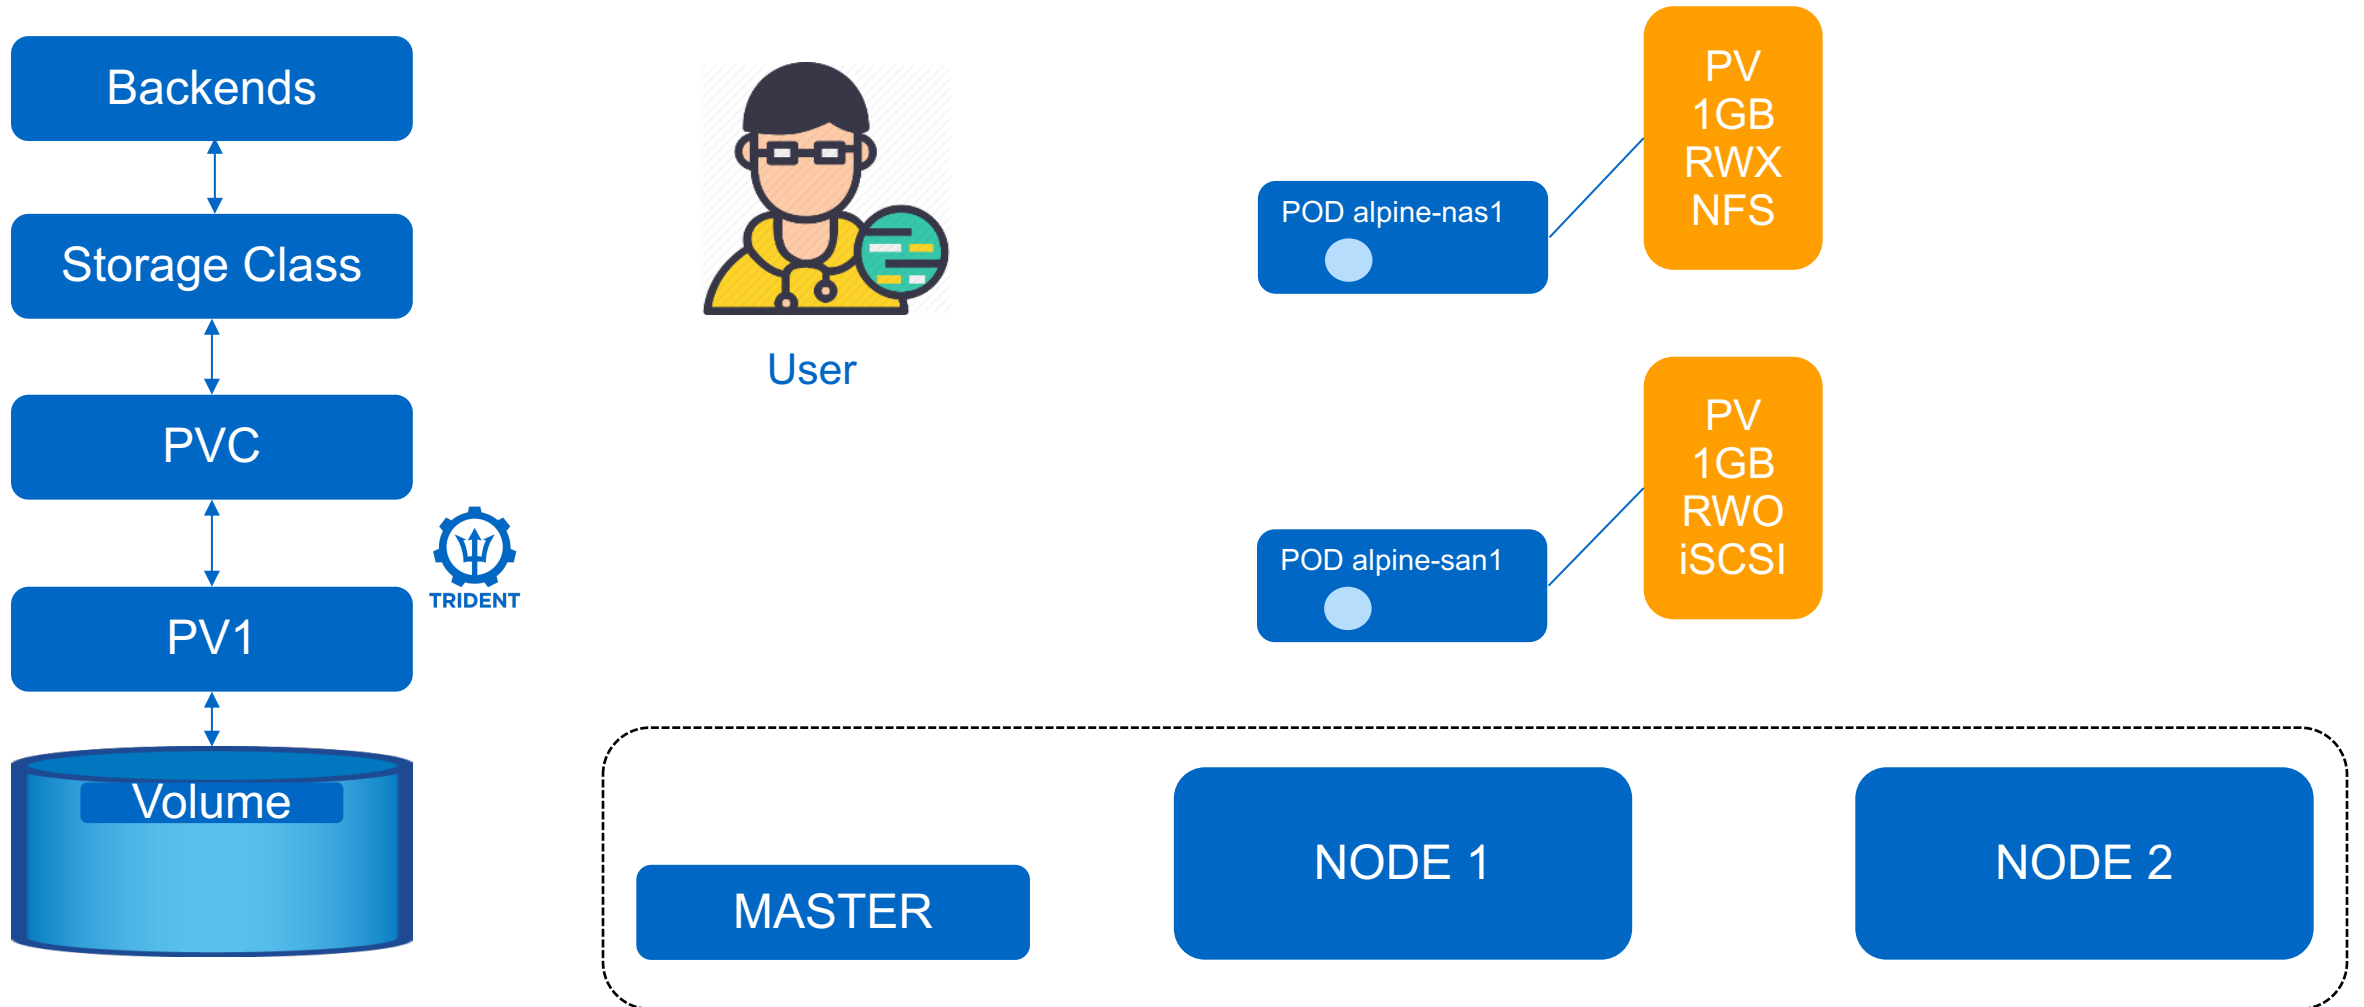 Backends
Storage Class
PVC
TRIDENT
PV1
Volume
User
POD alpine-nas1
PV
1GB
RWX
NFS
POD alpine-san1
PV
1GB
RWO
iSCSI
MASTER
NODE 1
NODE 2